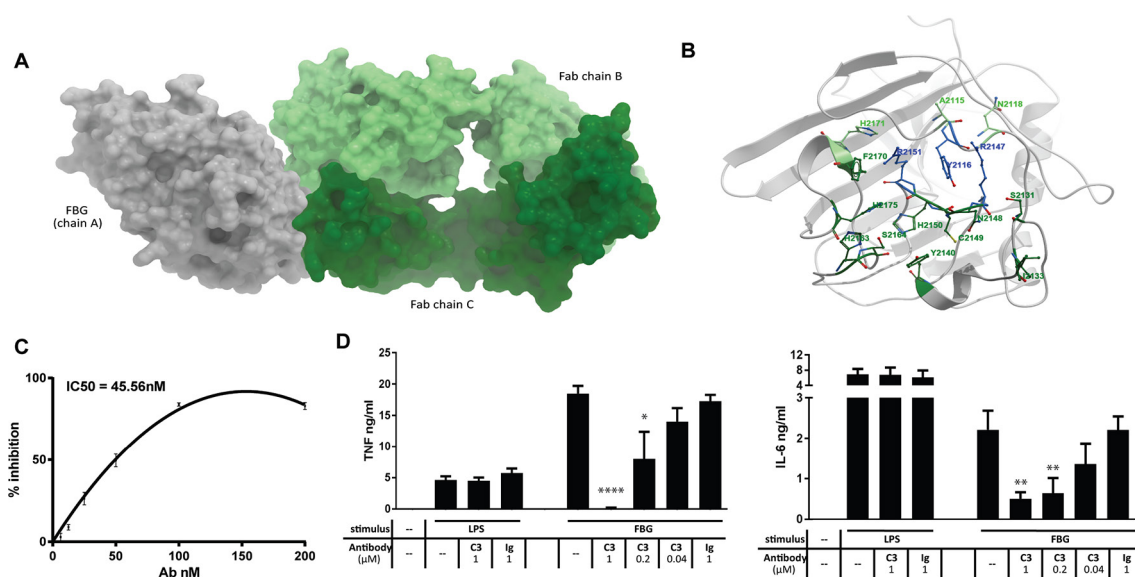 A
Fab chain B
FBG
(chain A)
Fab chain C
B
A2115
N2118
H2171
R2147
F2170
R2151
Y2116
H2175
S2131
N2148
H2163
S2164
H2150
C2149
Y2140
I2133
C
IC50 = 45.56nM
100
50
0
% inhibition
0 50 100 150 200
Ab nM
D
25
20
15
10
5
0
TNF ng/ml
*
****
stimulus -- LPS FBG
Antibody
(µM) -- -- C3 1 Ig 1 -- C3 1 C3 0.2 C3 0.04 Ig 1
12
8
4
3
2
1
0
IL-6 ng/ml
** **
stimulus -- LPS FBG
Antibody
(µM) -- -- C3 1 Ig 1 -- C3 1 C3 0.2 C3 0.04 Ig 1